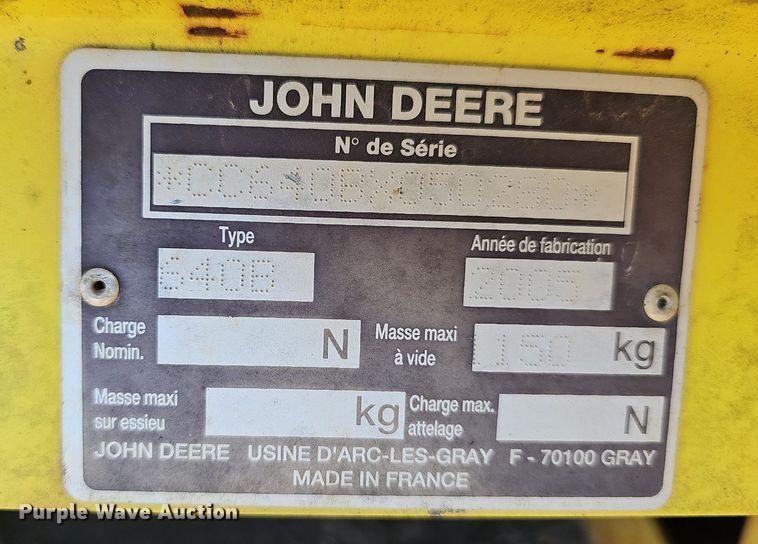 JOHN DEERE
N° de Série
Type
640B
Année de fabrication
2005
Charge Nomin.
N
Masse maxi à vide
1150 kg
Masse maxi sur essieu
kg
Charge max. attelage
N
JOHN DEERE USINE D'ARC-LES-GRAY F - 70100 GRAY
MADE IN FRANCE
Purple Wave Auction